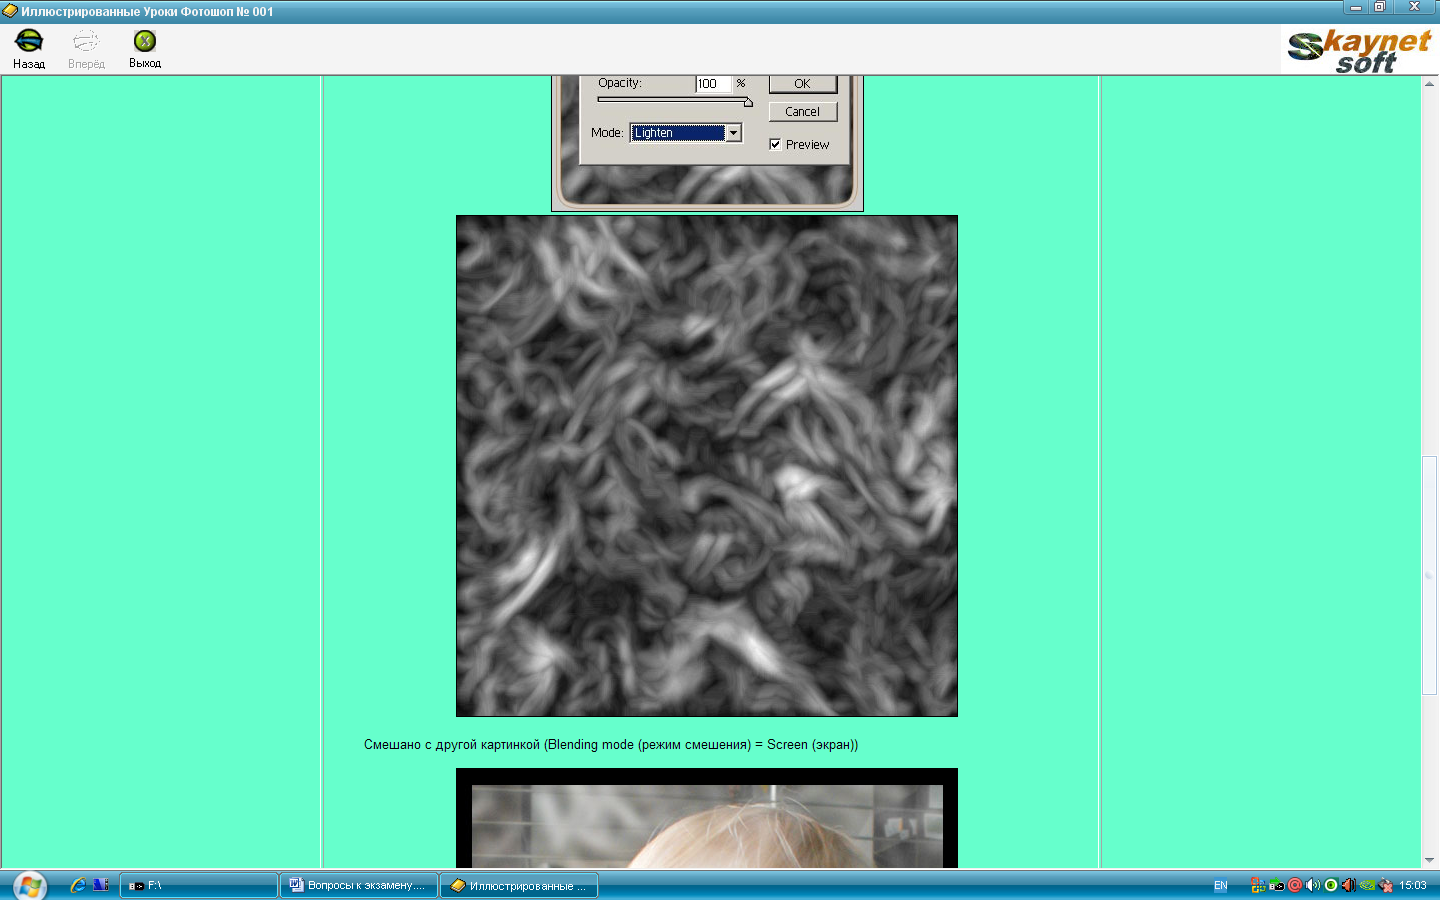 Иллюстрированные Уроки Фотошоп № 001
Назад
Вперёд
Выход
Skaynet
soft
Opacity: 100 %
OK
Cancel
Mode: Lighten
Preview
Смешано с другой картинкой (Blending mode (режим смешения) = Screen (экран))
F:\
Вопросы к экзамену....
Иллюстрированные ...
EN
15:03